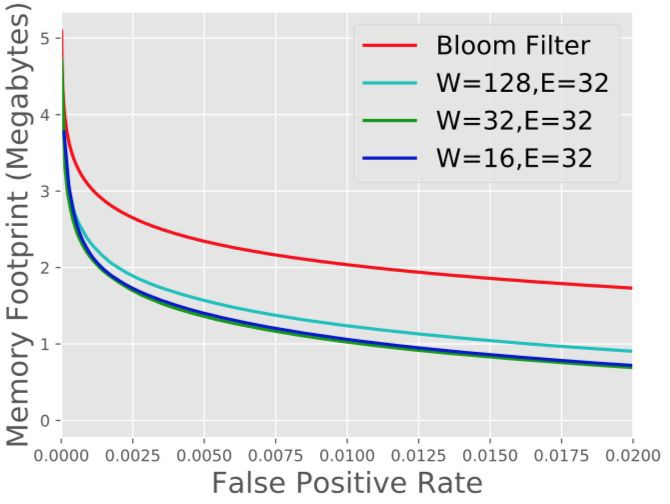 Memory Footprint (Megabytes)
5
4
3
2
1
0
Bloom Filter
W=128,E=32
W=32,E=32
W=16,E=32
0.0000 0.0025 0.0050 0.0075 0.0100 0.0125 0.0150 0.0175 0.0200
False Positive Rate